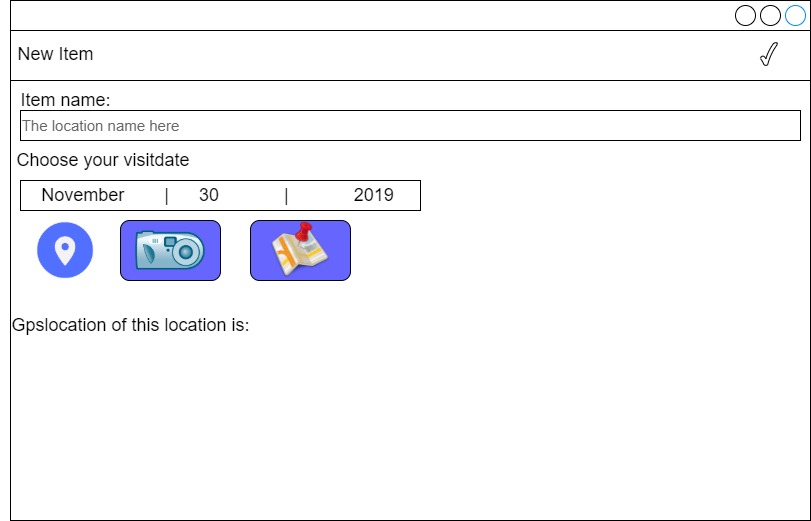 New Item
Item name:
The location name here
Choose your visitdate
November | 30 | 2019
Gpslocation of this location is: